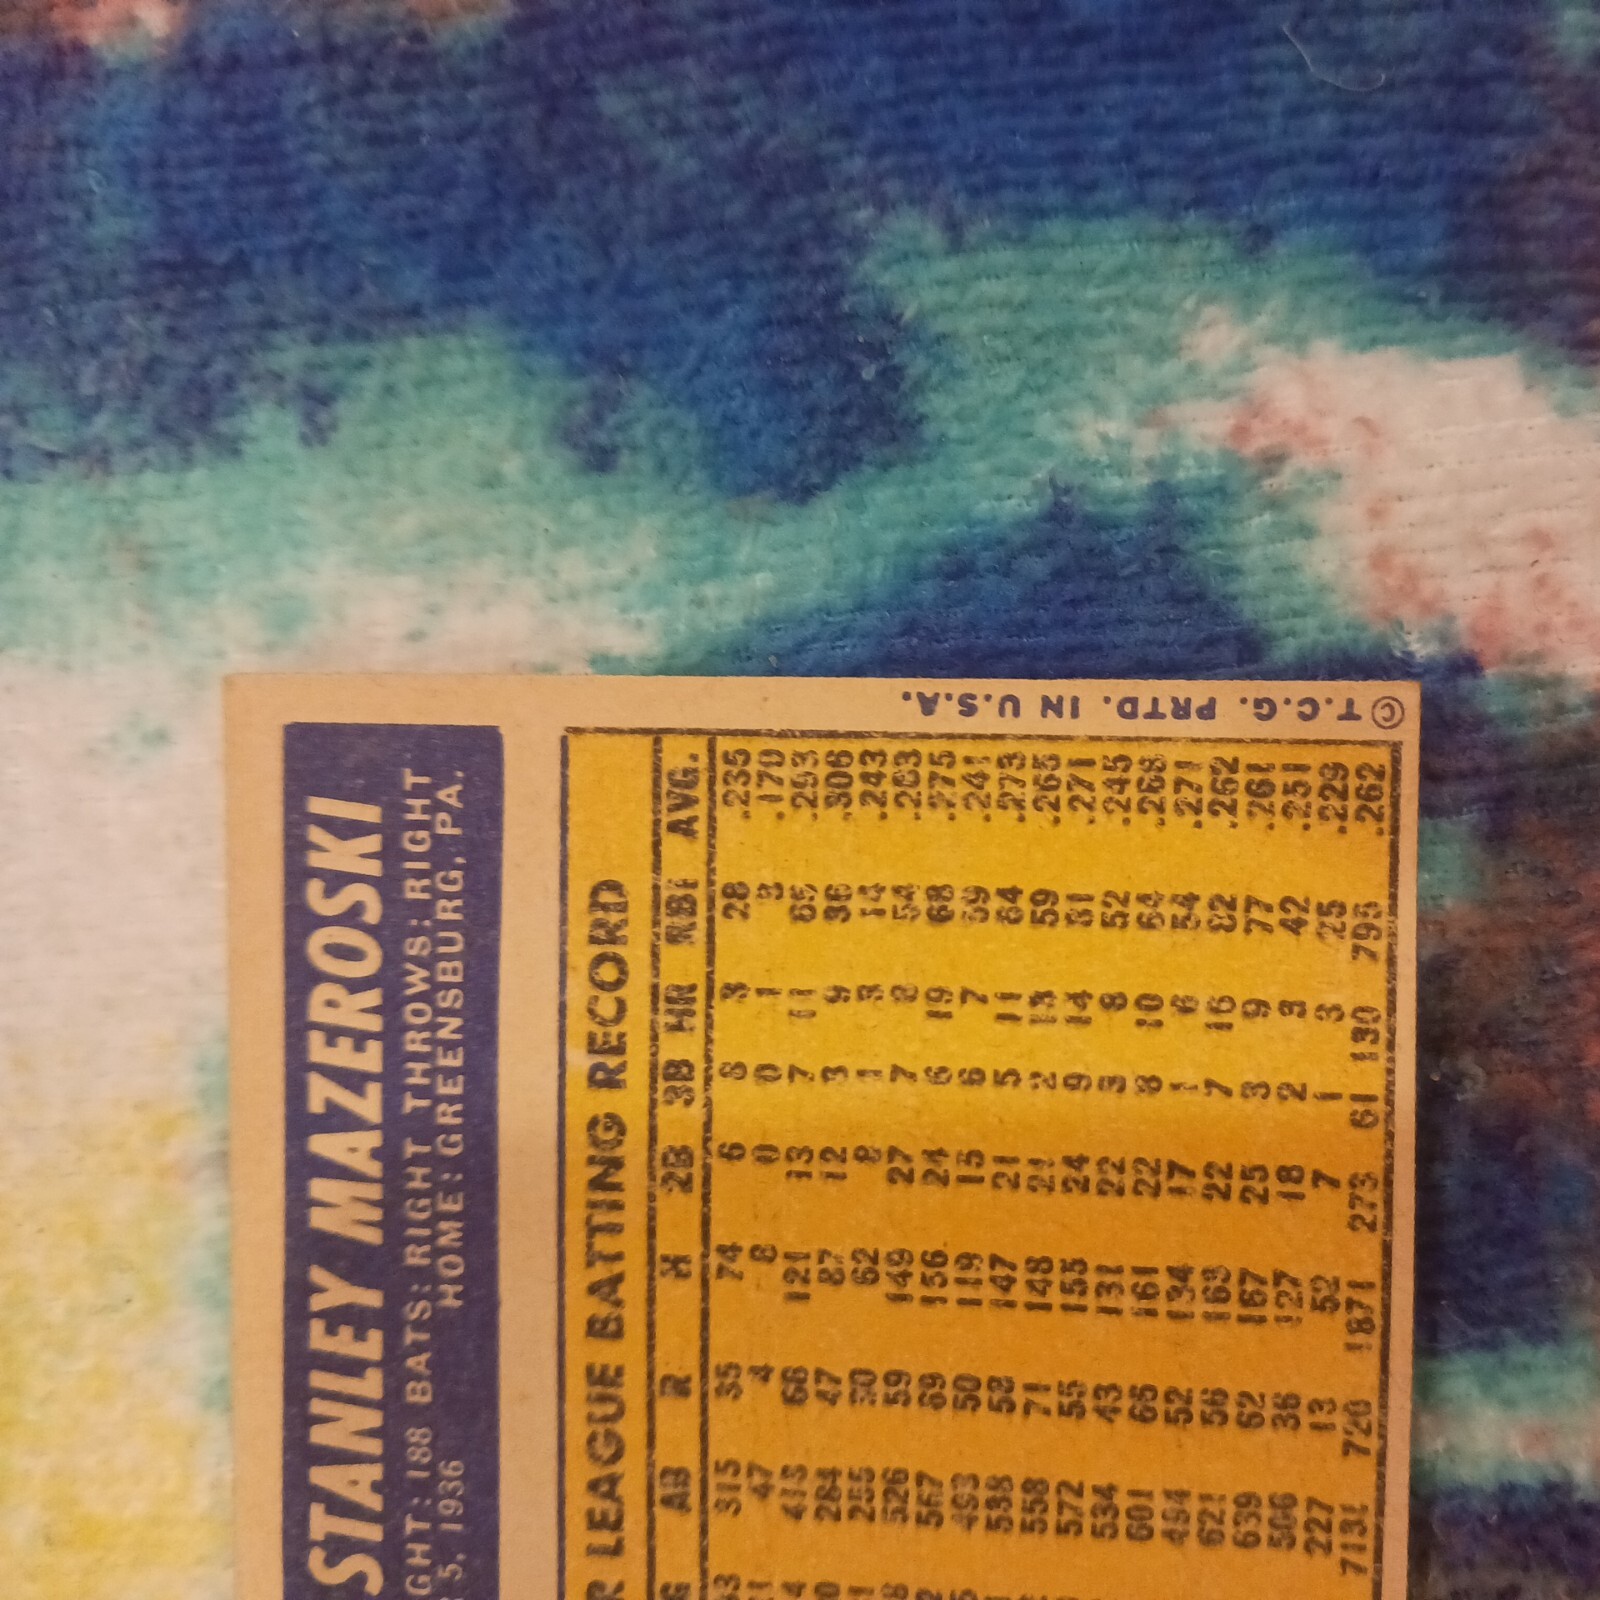 STANLEY MAZEROSKI
GHT: 188 BATS: RIGHT THROWS: RIGHT
5, 1936 HOME: GREENSBURG, PA.
R LEAGUE BATTING RECORD
G AB R H 2B 3B HR RBI AVG.
315 35 74 6 8 3 28 .235
47 4 8 0 0 1 3 .170
413 66 121 13 7 11 65 .293
284 47 87 12 3 9 36 .306
255 30 62 8 1 3 14 .243
526 59 149 27 7 8 54 .283
567 69 156 24 6 19 68 .275
493 50 119 15 6 7 59 .241
538 58 147 21 5 11 64 .273
558 71 148 21 2 13 59 .265
572 55 155 24 9 14 81 .271
534 43 131 22 3 8 52 .245
601 65 161 22 8 10 64 .268
494 52 134 17 1 6 54 .271
621 56 163 22 7 16 82 .262
639 62 167 25 3 9 77 .261
506 36 127 18 2 3 42 .251
227 13 52 7 1 3 25 .229
7131 720 1871 273 61 130 795 .262
© T.C.G. PRTD. IN U.S.A.